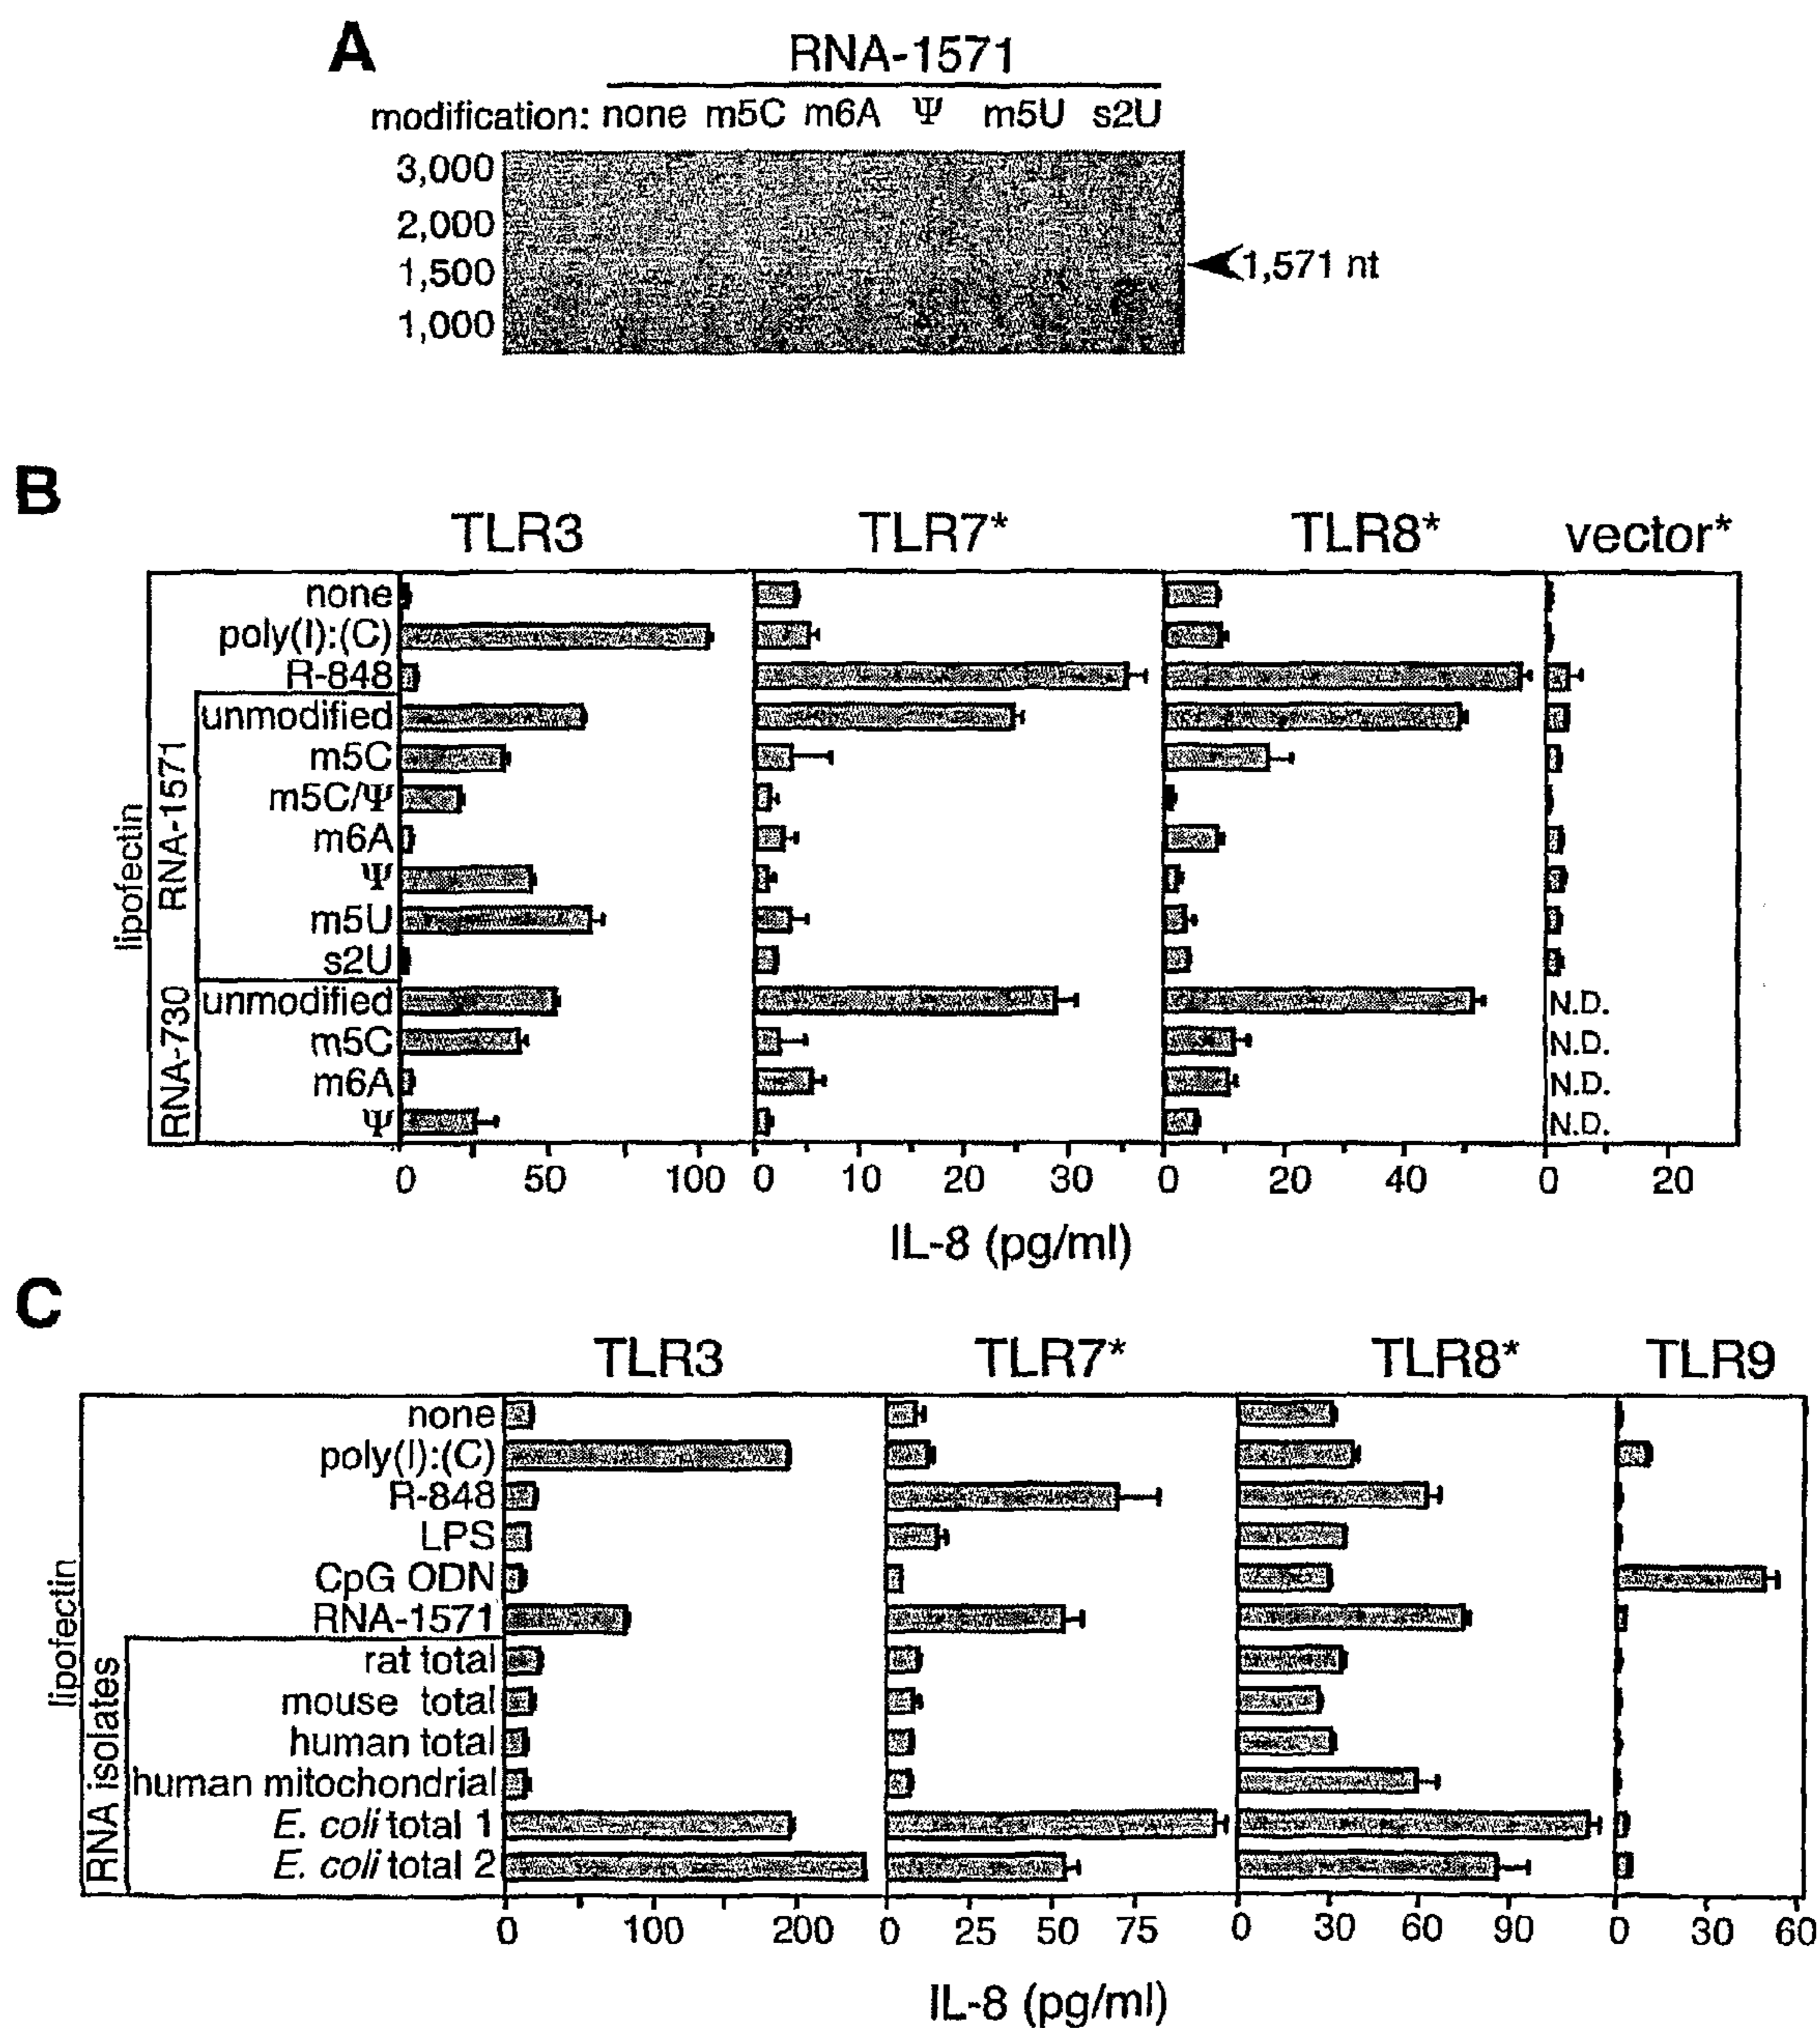 A
RNA-1571
modification: none m5C m6A Ψ m5U s2U
3,000
2,000
1,500
1,000
1,571 nt
B
TLR3 TLR7* TLR8* vector*
lipofectin
RNA-1571
RNA-730
none
poly(I):(C)
R-848
unmodified
m5C
m5C/Ψ
m6A
Ψ
m5U
s2U
unmodified N.D.
m5C N.D.
m6A N.D.
Ψ N.D.
0 50 100 0 10 20 30 0 20 40 0 20
IL-8 (pg/ml)
C
TLR3 TLR7* TLR8* TLR9
lipofectin
RNA isolates
none
poly(I):(C)
R-848
LPS
CpG ODN
RNA-1571
rat total
mouse total
human total
human mitochondrial
E. coli total 1
E. coli total 2
0 100 200 0 25 50 75 0 30 60 90 0 30 60
IL-8 (pg/ml)